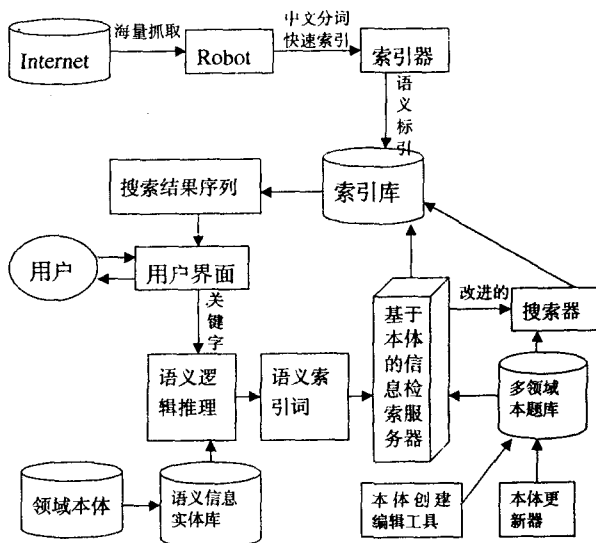 海量抓取
中文分词
快速索引
Internet
Robot
索引器
语
义
标
引
搜索结果序列
索引库
用户
用户界面
关
键
字
改进的
搜索器
基于
本体
的信
息检
索服
务器
语义逻
辑推理
语义索
引词
多领域
本题库
领域本体
语义信息
实体库
本体创建
编辑工具
本体更
新器